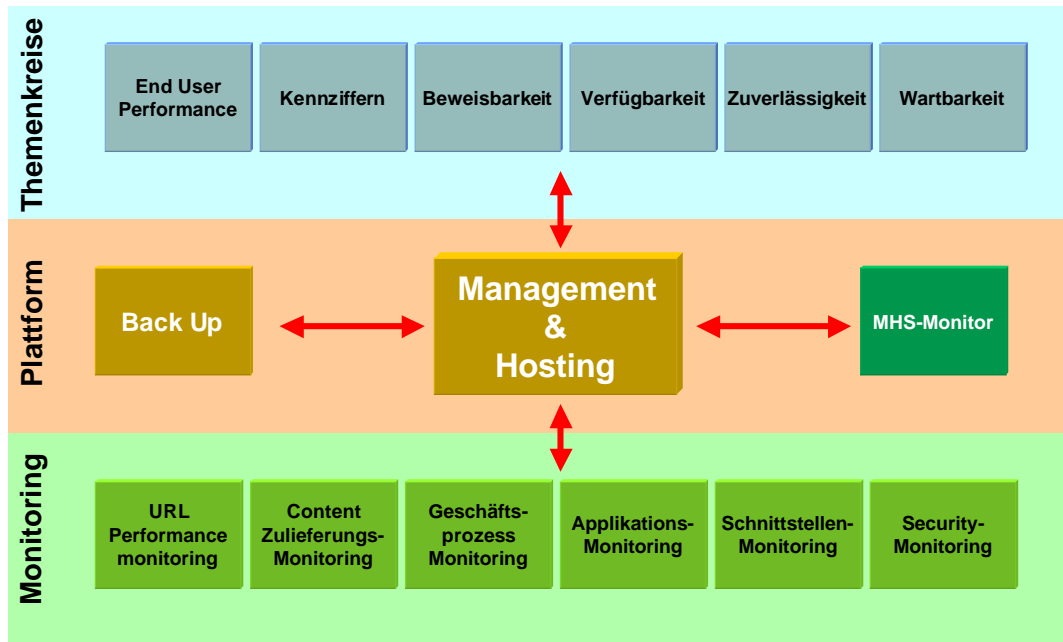 Themenkreise
End User
Performance
Kennziffern
Beweisbarkeit
Verfügbarkeit
Zuverlässigkeit
Wartbarkeit
Plattform
Back Up
Management
&
Hosting
MHS-Monitor
Monitoring
URL
Performance
monitoring
Content
Zulieferungs-
Monitoring
Geschäfts-
prozess
Monitoring
Applikations-
Monitoring
Schnittstellen-
Monitoring
Security-
Monitoring